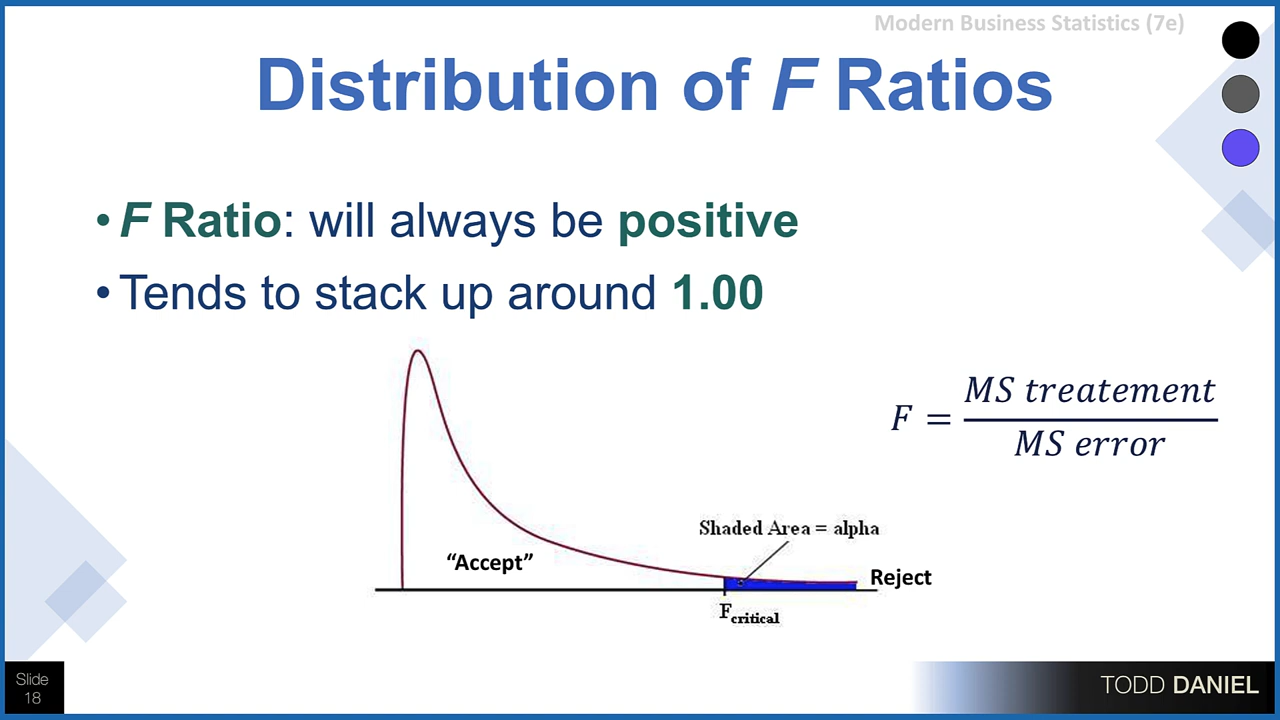 Modern Business Statistics (7e)
Distribution of F Ratios
• F Ratio: will always be positive
• Tends to stack up around 1.00
F = MS treatement / MS error
Shaded Area = alpha
"Accept"
Reject
Fcritical
Slide
18
TODD DANIEL